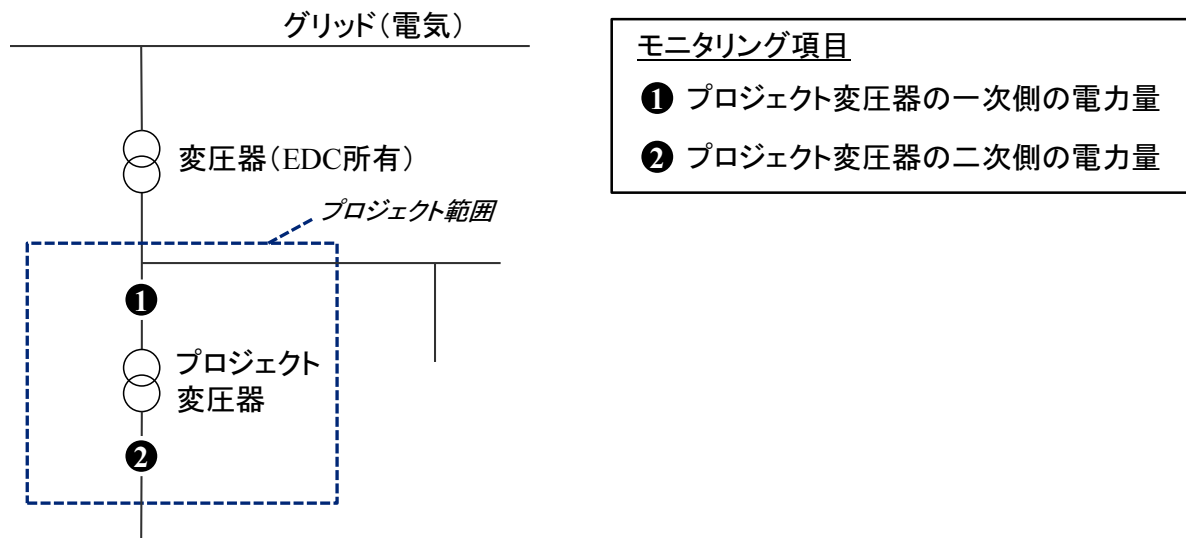 グリッド（電気）
変圧器（EDC所有）
プロジェクト範囲
❶
プロジェクト
変圧器
❷
モニタリング項目
❶ プロジェクト変圧器の一次側の電力量
❷ プロジェクト変圧器の二次側の電力量